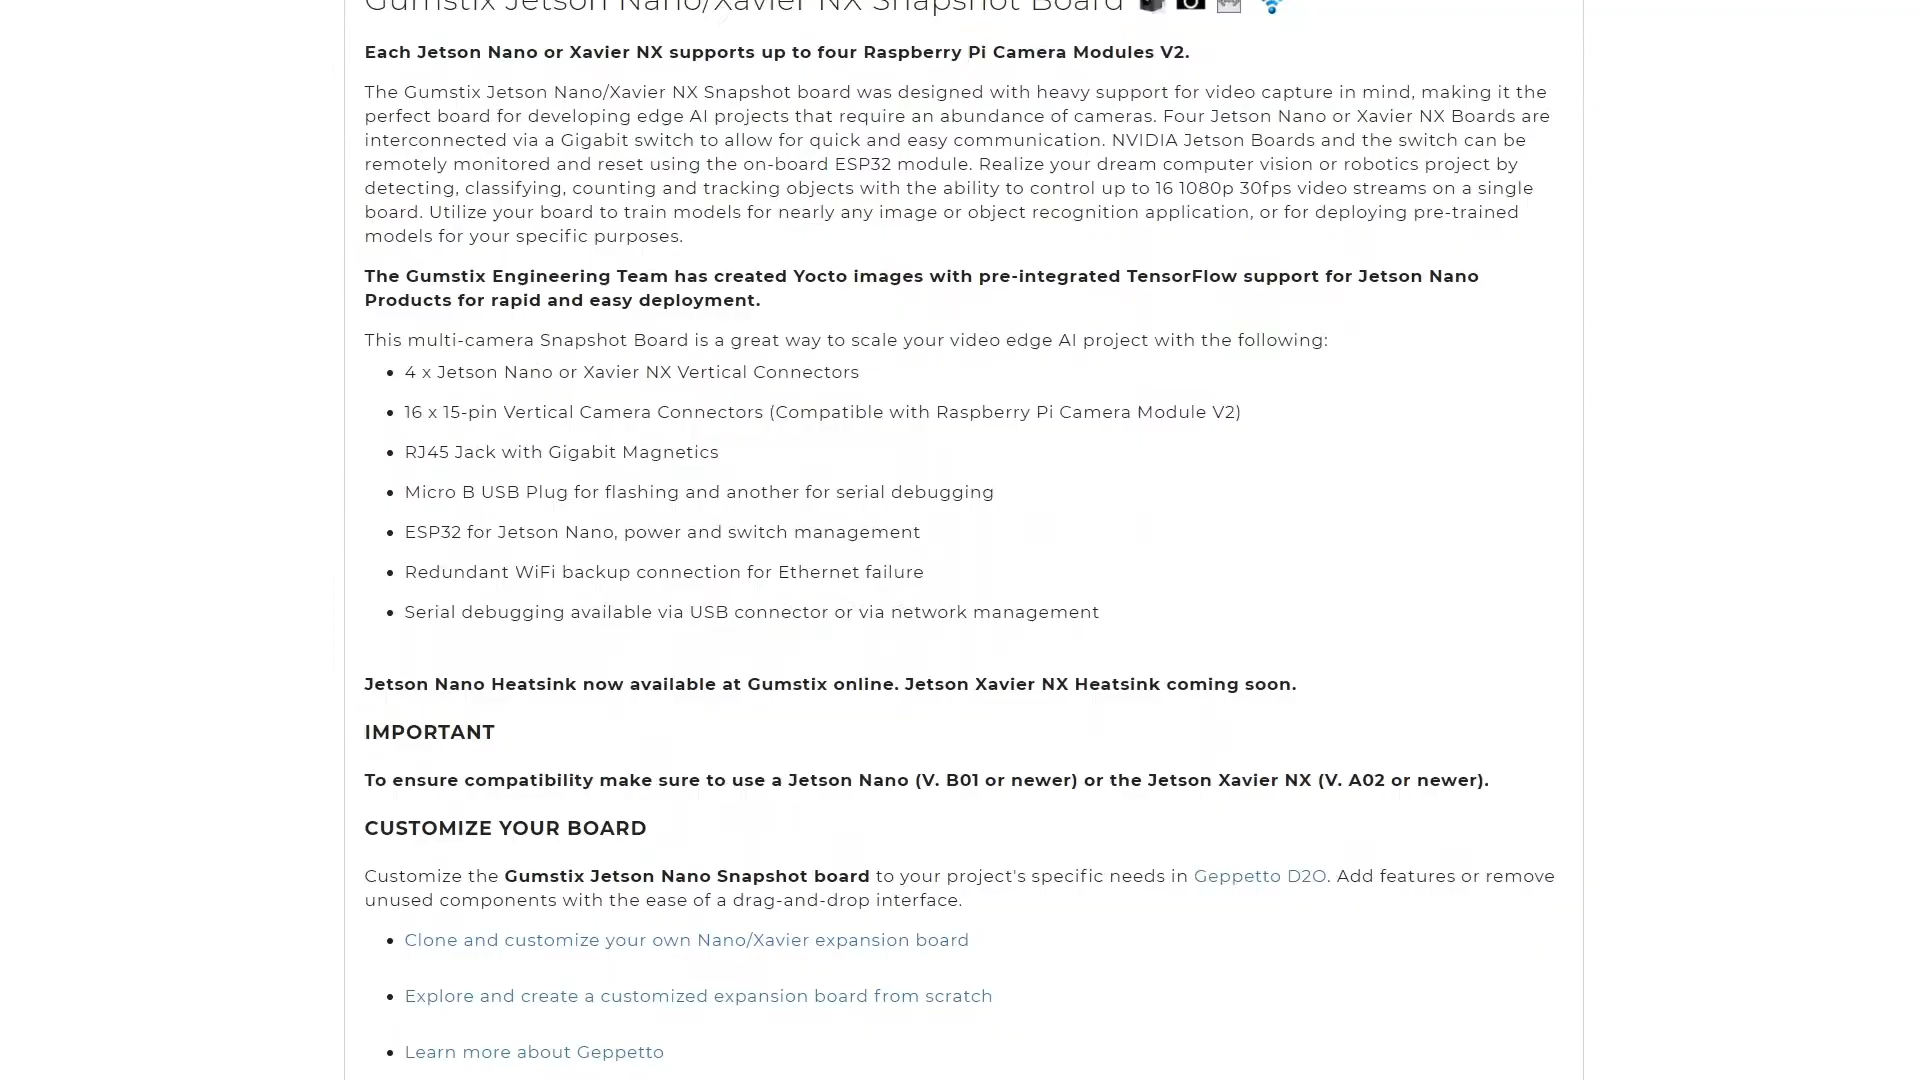 Gumstix Jetson Nano/Xavier NX Snapshot Board
Each Jetson Nano or Xavier NX supports up to four Raspberry Pi Camera Modules V2.
The Gumstix Jetson Nano/Xavier NX Snapshot board was designed with heavy support for video capture in mind, making it the
perfect board for developing edge AI projects that require an abundance of cameras. Four Jetson Nano or Xavier NX Boards are
interconnected via a Gigabit switch to allow for quick and easy communication. NVIDIA Jetson Boards and the switch can be
remotely monitored and reset using the on-board ESP32 module. Realize your dream computer vision or robotics project by
detecting, classifying, counting and tracking objects with the ability to control up to 16 1080p 30fps video streams on a single
board. Utilize your board to train models for nearly any image or object recognition application, or for deploying pre-trained
models for your specific purposes.
The Gumstix Engineering Team has created Yocto images with pre-integrated TensorFlow support for Jetson Nano
Products for rapid and easy deployment.
This multi-camera Snapshot Board is a great way to scale your video edge AI project with the following:
• 4 x Jetson Nano or Xavier NX Vertical Connectors
• 16 x 15-pin Vertical Camera Connectors (Compatible with Raspberry Pi Camera Module V2)
• RJ45 Jack with Gigabit Magnetics
• Micro B USB Plug for flashing and another for serial debugging
• ESP32 for Jetson Nano, power and switch management
• Redundant WiFi backup connection for Ethernet failure
• Serial debugging available via USB connector or via network management
Jetson Nano Heatsink now available at Gumstix online. Jetson Xavier NX Heatsink coming soon.
IMPORTANT
To ensure compatibility make sure to use a Jetson Nano (V. B01 or newer) or the Jetson Xavier NX (V. A02 or newer).
CUSTOMIZE YOUR BOARD
Customize the Gumstix Jetson Nano Snapshot board to your project's specific needs in Geppetto D2O. Add features or remove
unused components with the ease of a drag-and-drop interface.
• Clone and customize your own Nano/Xavier expansion board
• Explore and create a customized expansion board from scratch
• Learn more about Geppetto